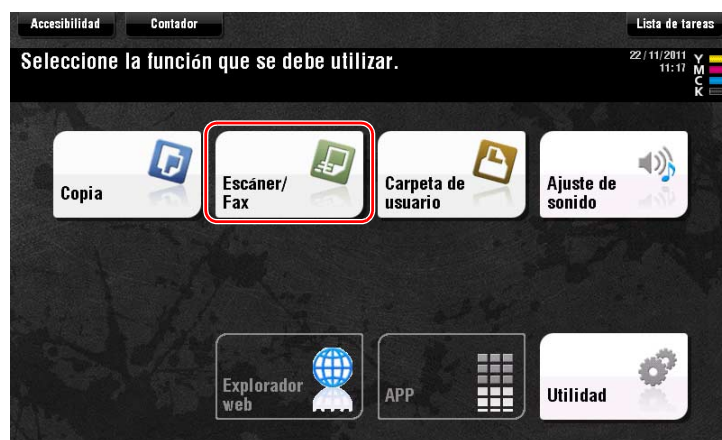 Accesibilidad
Contador
Lista de tareas
Seleccione la función que se debe utilizar.
22/11/2011
11:17
Y
M
C
K
Copia
Escáner/
Fax
Carpeta de
usuario
Ajuste de
sonido
Explorador
web
APP
Utilidad